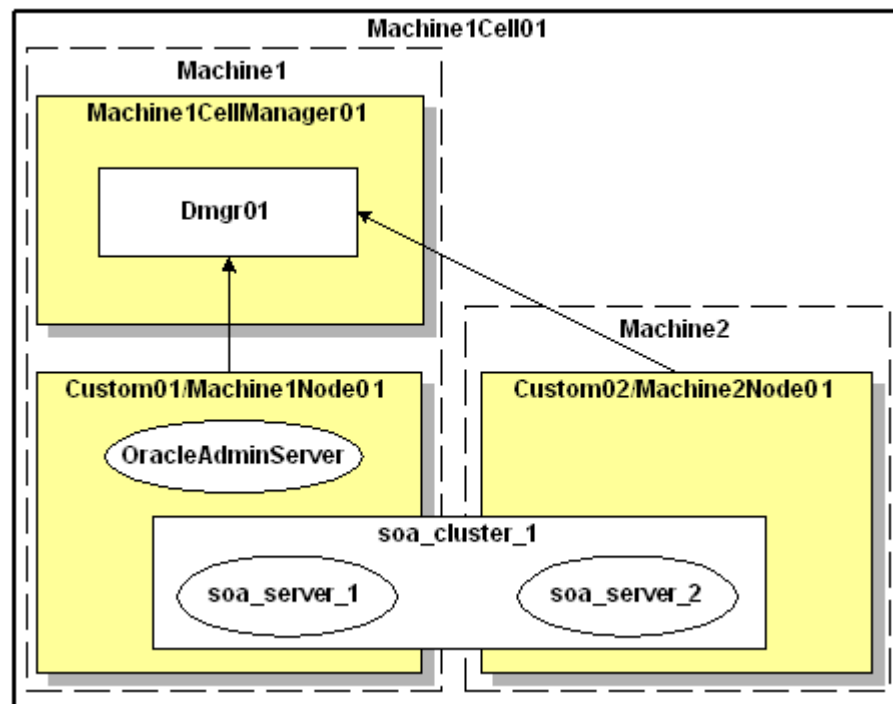 Machine1Cell01
Machine1
Machine1CellManager01
Dmgr01
Machine2
Custom01/Machine1Node01
Custom02/Machine2Node01
OracleAdminServer
soa_cluster_1
soa_server_1
soa_server_2